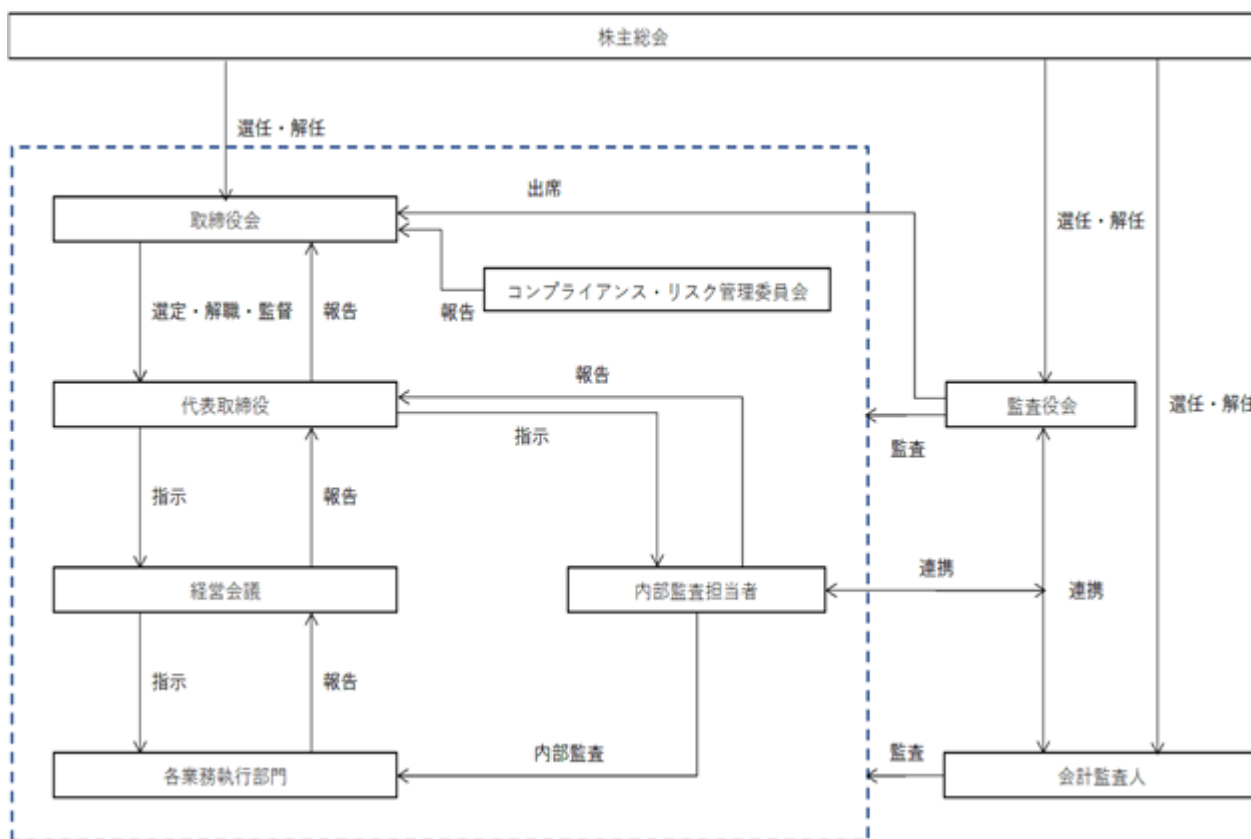 株主総会
選任・解任
出席
取締役会
選任・解任
コンプライアンス・リスク管理委員会
選定・解職・監督
報告
報告
報告
代表取締役
監査役会
選任・解任
指示
監査
指示
報告
連携
経営会議
内部監査担当者
連携
指示
報告
内部監査
監査
各業務執行部門
会計監査人